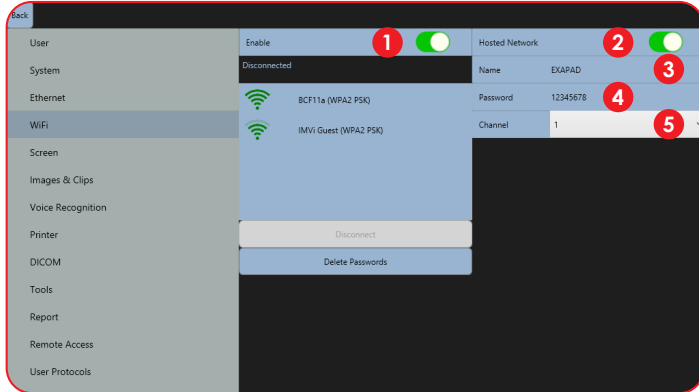 Back
User
System
Ethernet
WiFi
Screen
Images & Clips
Voice Recognition
Printer
DICOM
Tools
Report
Remote Access
User Protocols
Enable 1
Disconnected
BCF11a (WPA2 PSK)
IMVi Guest (WPA2 PSK)
Disconnect
Delete Passwords
Hosted Network 2
Name EXAPAD 3
Password 12345678 4
Channel 1 5